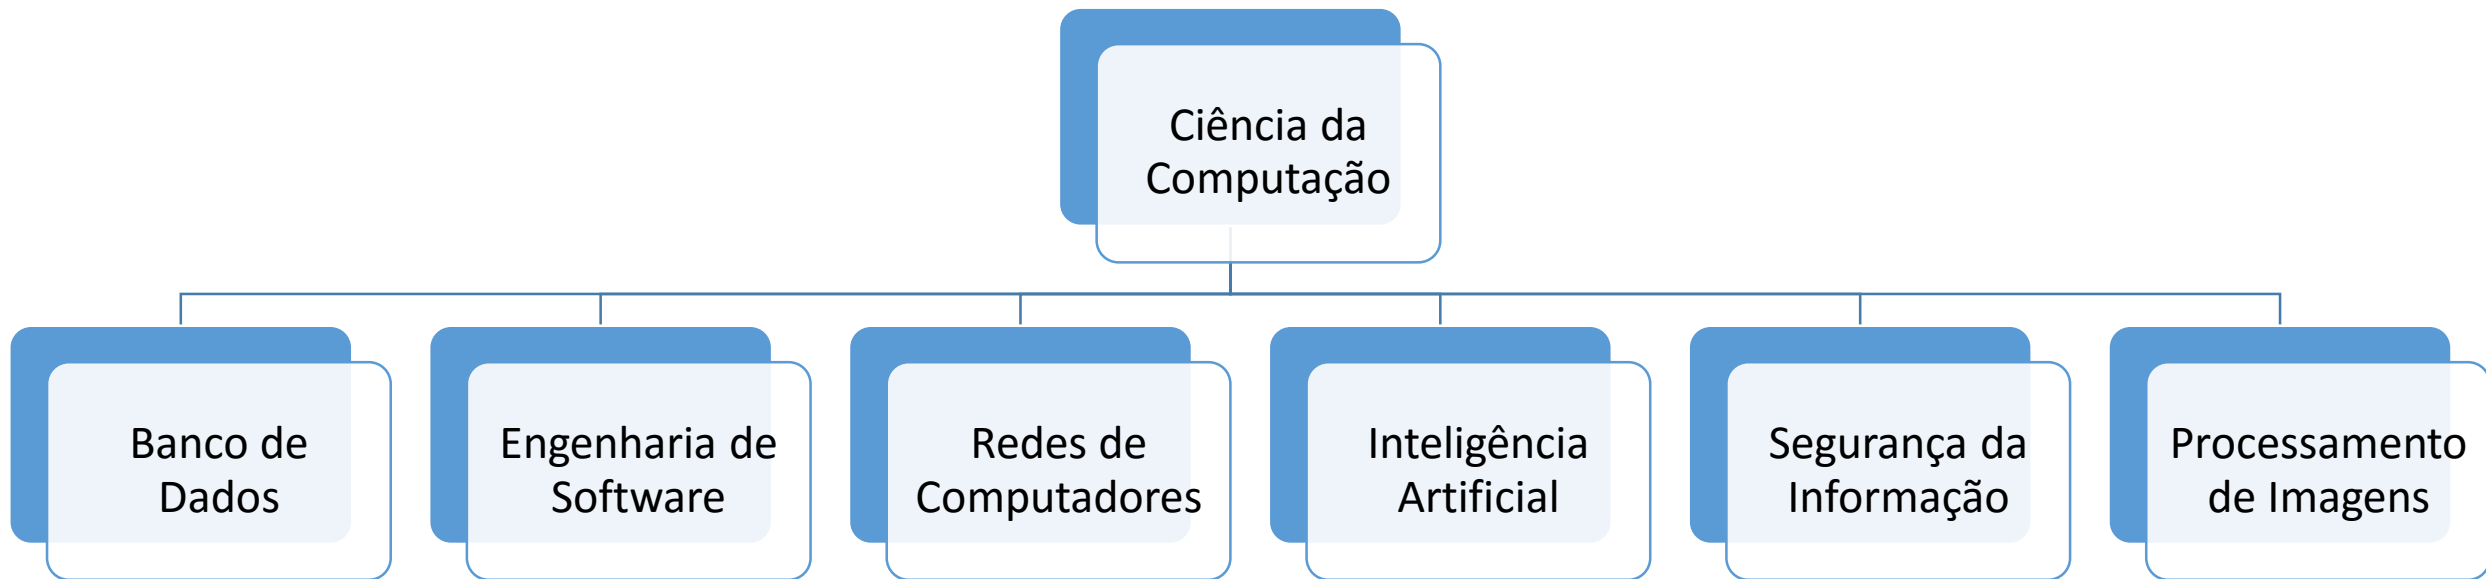 Ciência da
Computação
Banco de
Dados
Engenharia de
Software
Redes de
Computadores
Inteligência
Artificial
Segurança da
Informação
Processamento
de Imagens